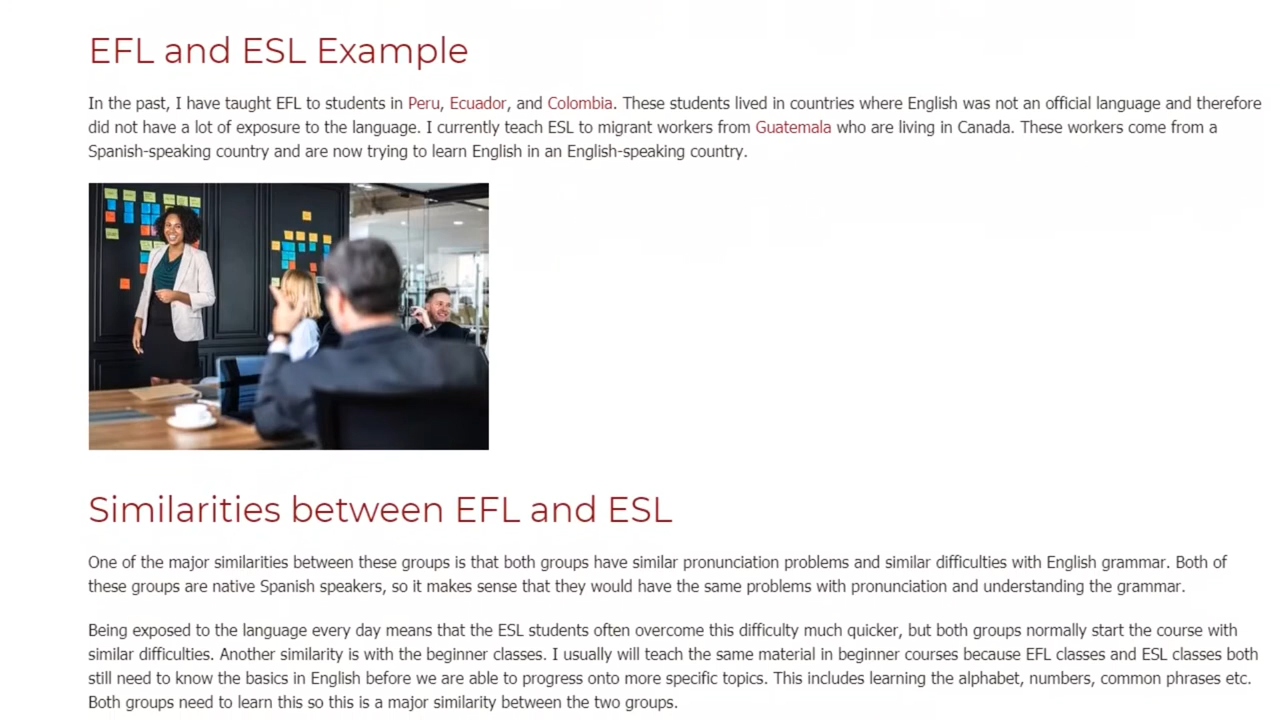 EFL and ESL Example
In the past, I have taught EFL to students in Peru, Ecuador, and Colombia. These students lived in countries where English was not an official language and therefore
did not have a lot of exposure to the language. I currently teach ESL to migrant workers from Guatemala who are living in Canada. These workers come from a
Spanish-speaking country and are now trying to learn English in an English-speaking country.
Similarities between EFL and ESL
One of the major similarities between these groups is that both groups have similar pronunciation problems and similar difficulties with English grammar. Both of
these groups are native Spanish speakers, so it makes sense that they would have the same problems with pronunciation and understanding the grammar.
Being exposed to the language every day means that the ESL students often overcome this difficulty much quicker, but both groups normally start the course with
similar difficulties. Another similarity is with the beginner classes. I usually will teach the same material in beginner courses because EFL classes and ESL classes both
still need to know the basics in English before we are able to progress onto more specific topics. This includes learning the alphabet, numbers, common phrases etc.
Both groups need to learn this so this is a major similarity between the two groups.